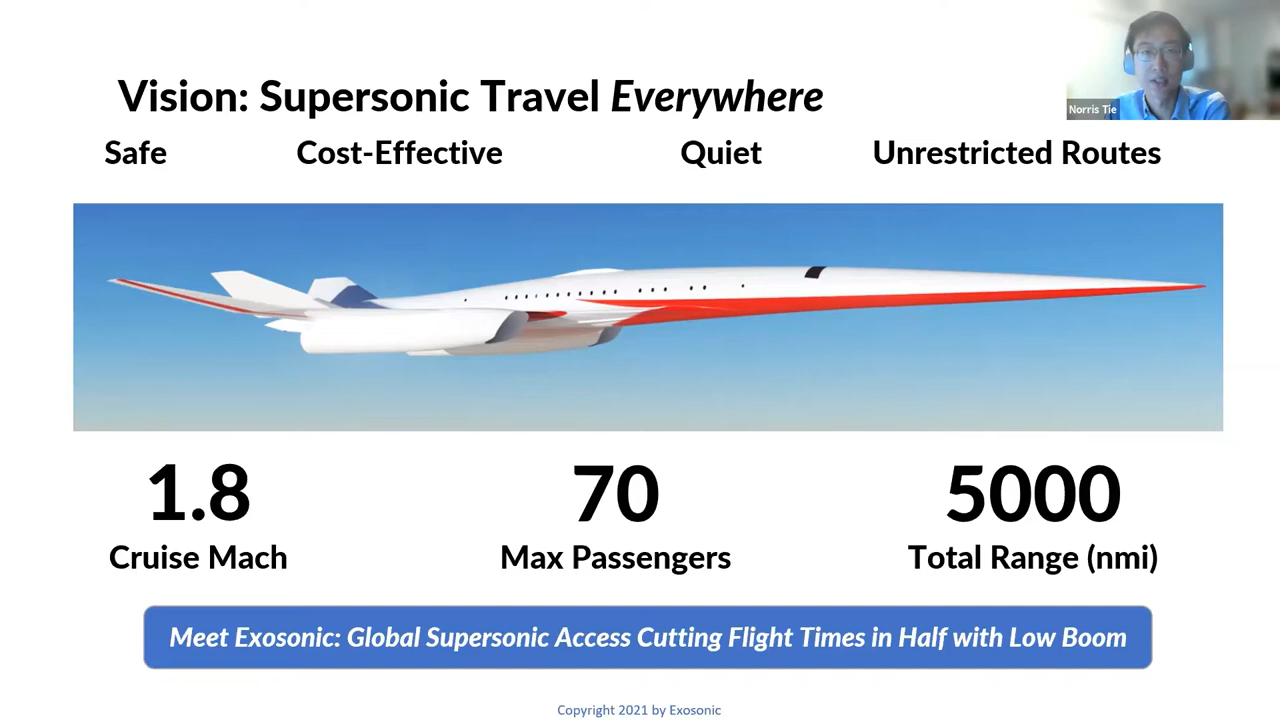 Norris Tie
Vision: Supersonic Travel Everywhere
Safe Cost-Effective Quiet Unrestricted Routes
1.8 70 5000
Cruise Mach Max Passengers Total Range (nmi)
Meet Exosonic: Global Supersonic Access Cutting Flight Times in Half with Low Boom
Copyright 2021 by Exosonic